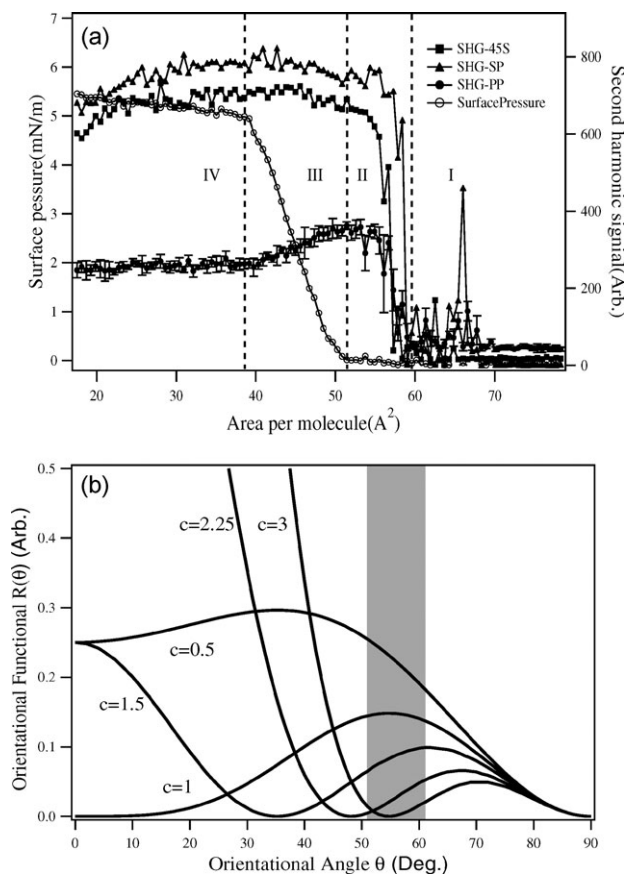 (a)
SHG-45S
SHG-SP
SHG-PP
SurfacePressure
IV
III
II
I
7
6
5
4
3
2
1
0
Surface pessure(mN/m)
800
600
400
200
0
Second harmonic signial(Arb.)
20 30 40 50 60 70
Area per molecule(A²)
(b)
0.5
0.4
0.3
0.2
0.1
0.0
Orientational Functional R(θ) (Arb.)
c=2.25
c=3
c=0.5
c=1.5
c=1
0 10 20 30 40 50 60 70 80 90
Orientational Angle θ (Deg.)